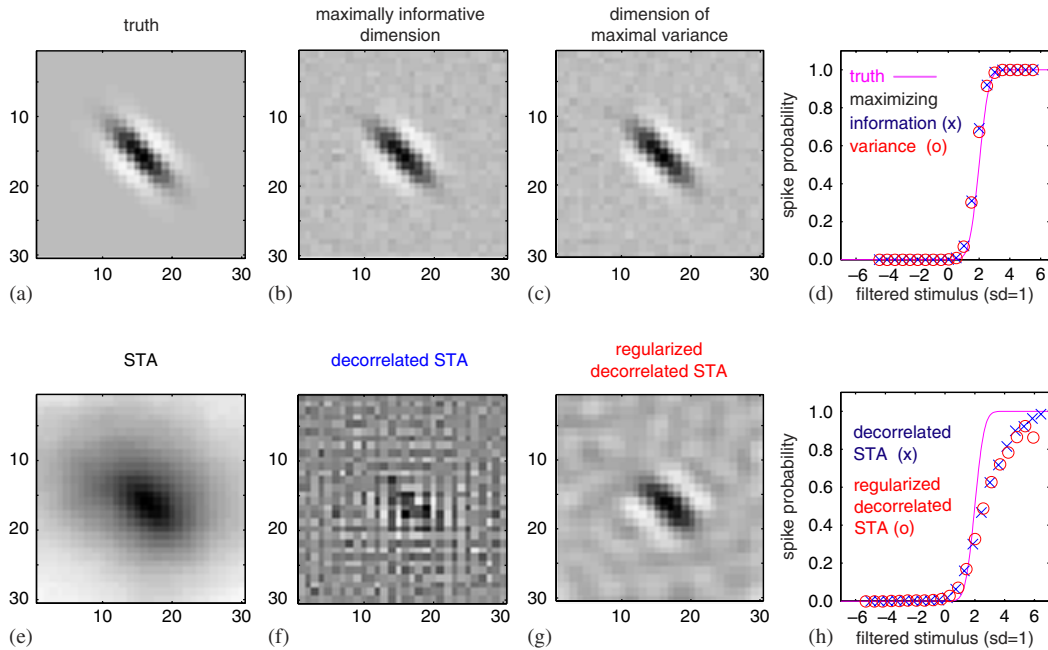 truth
maximally informative
dimension
dimension of
maximal variance
10
20
30
10 20 30
(a)
10
20
30
10 20 30
(b)
10
20
30
10 20 30
(c)
spike probability
1.0
0.8
0.6
0.4
0.2
0.0
truth
maximizing
information (x)
variance (o)
−6 −4 −2 0 2 4 6
filtered stimulus (sd=1)
(d)
STA
decorrelated STA
regularized
decorrelated STA
10
20
30
10 20 30
(e)
10
20
30
10 20 30
(f)
10
20
30
10 20 30
(g)
spike probability
1.0
0.8
0.6
0.4
0.2
0.0
decorrelated
STA (x)
regularized
decorrelated
STA (o)
−6 −4 −2 0 2 4 6
filtered stimulus (sd=1)
(h)